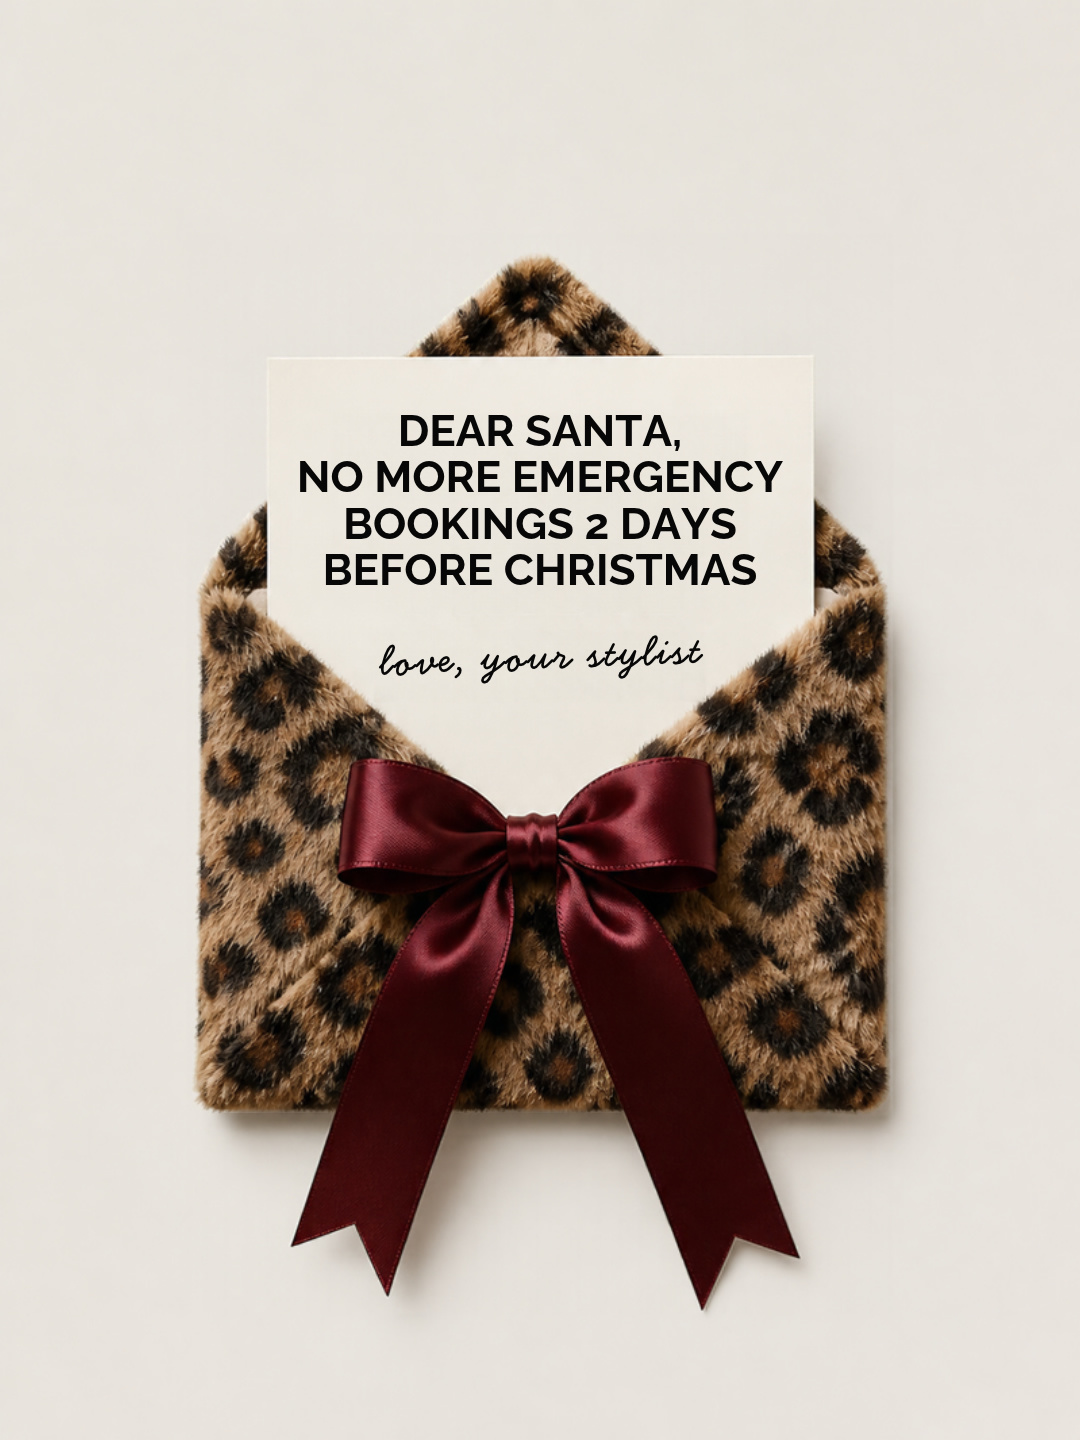 DEAR SANTA,
NO MORE EMERGENCY
BOOKINGS 2 DAYS
BEFORE CHRISTMAS
love, your stylist